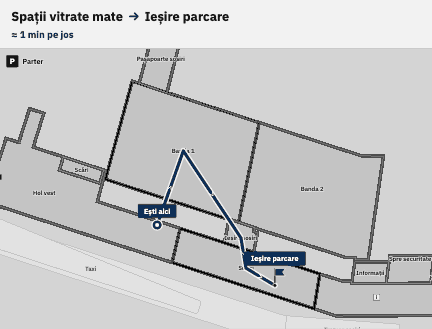 Spații vitrate mate → Ieșire parcare
≈ 1 min pe jos
P Parter
Pașapoarte sosiri
Banda 1
Scări
Banda 2
Hol vest
Ești aici
Ieșire parcare
Spre securitate
Informații
Taxi